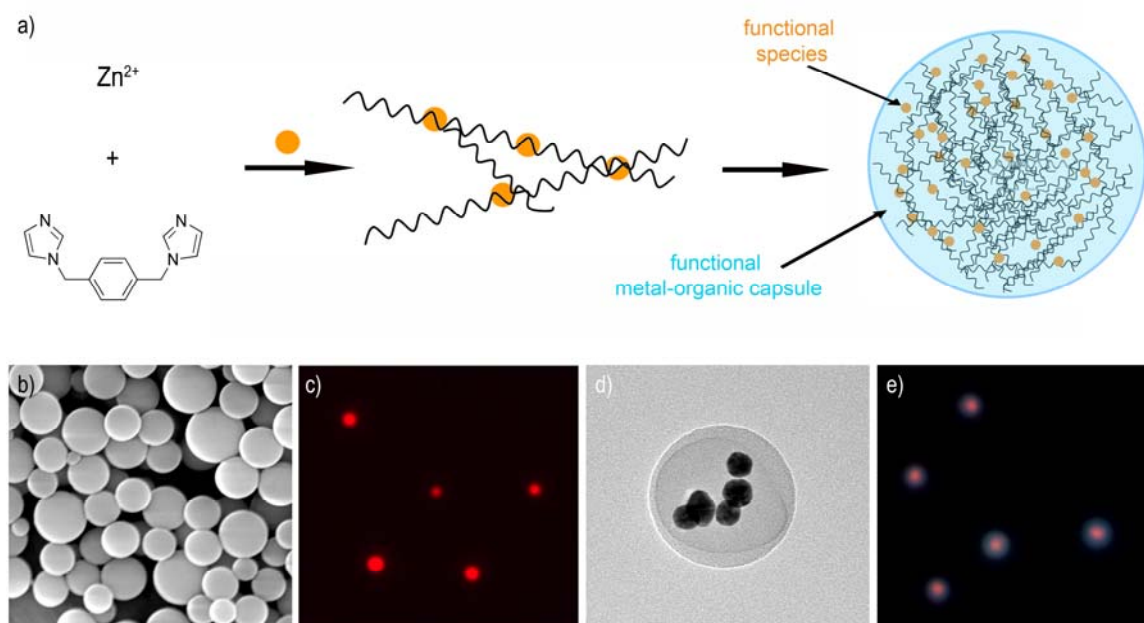 a)
Zn²⁺
+
N
N
N
N
functional
species
functional
metal-organic capsule
b)
c)
d)
e)